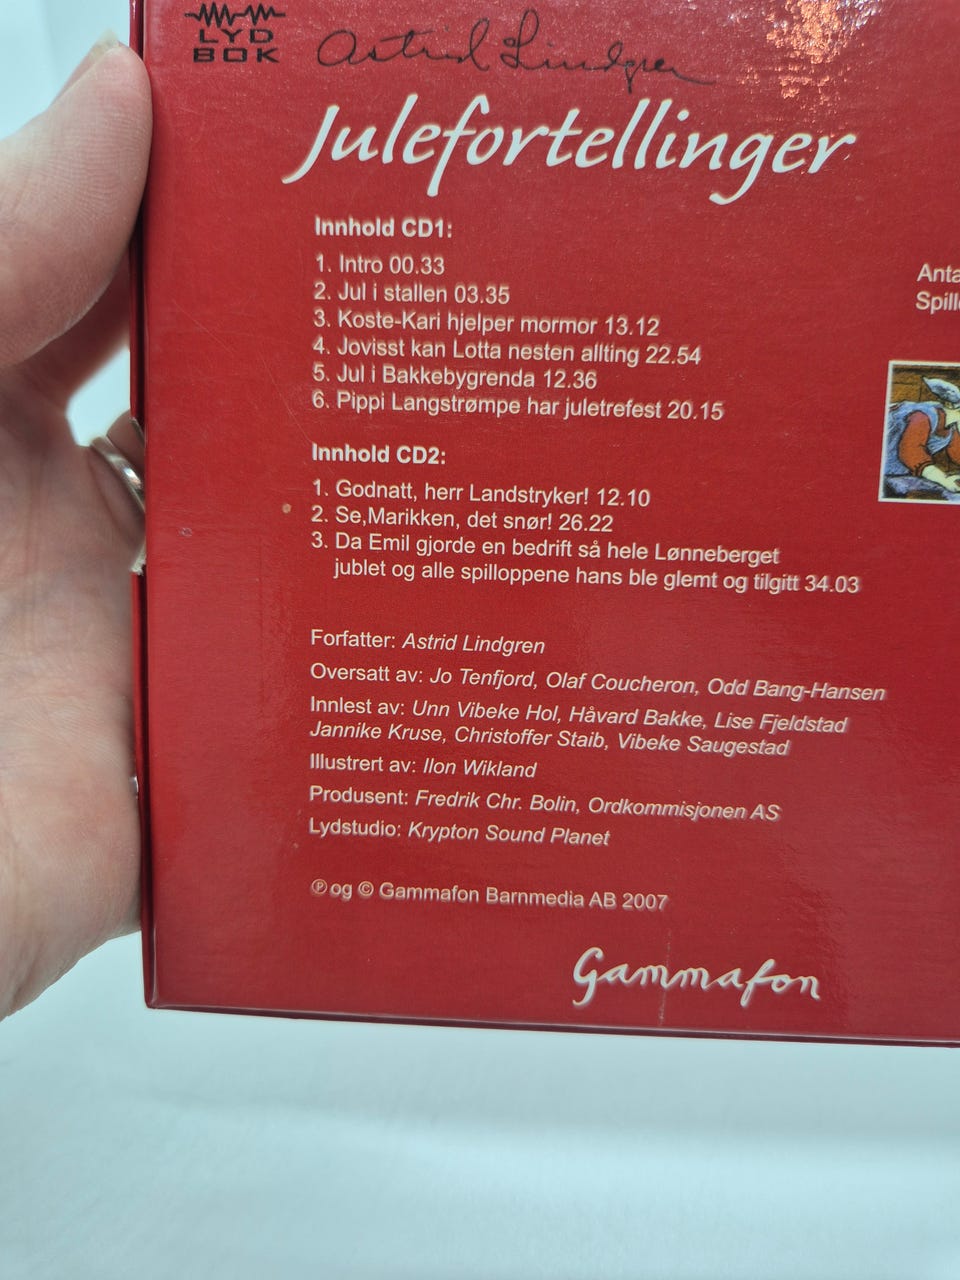 LYD
BOK
Astrid Lindgren
Julefortellinger
Innhold CD1:
1. Intro 00.33
2. Jul i stallen 03.35
3. Koste-Kari hjelper mormor 13.12
4. Jovisst kan Lotta nesten allting 22.54
5. Jul i Bakkebygrenda 12.36
6. Pippi Langstrømpe har juletrefest 20.15
Innhold CD2:
1. Godnatt, herr Landstryker! 12.10
2. Se,Marikken, det snør! 26.22
3. Da Emil gjorde en bedrift så hele Lønneberget
jublet og alle spilloppene hans ble glemt og tilgitt 34.03
Forfatter: Astrid Lindgren
Oversatt av: Jo Tenfjord, Olaf Coucheron, Odd Bang-Hansen
Innlest av: Unn Vibeke Hol, Håvard Bakke, Lise Fjeldstad
Jannike Kruse, Christoffer Staib, Vibeke Saugestad
Illustrert av: Ilon Wikland
Produsent: Fredrik Chr. Bolin, Ordkommisjonen AS
Lydstudio: Krypton Sound Planet
℗ og © Gammafon Barnmedia AB 2007
Gammafon